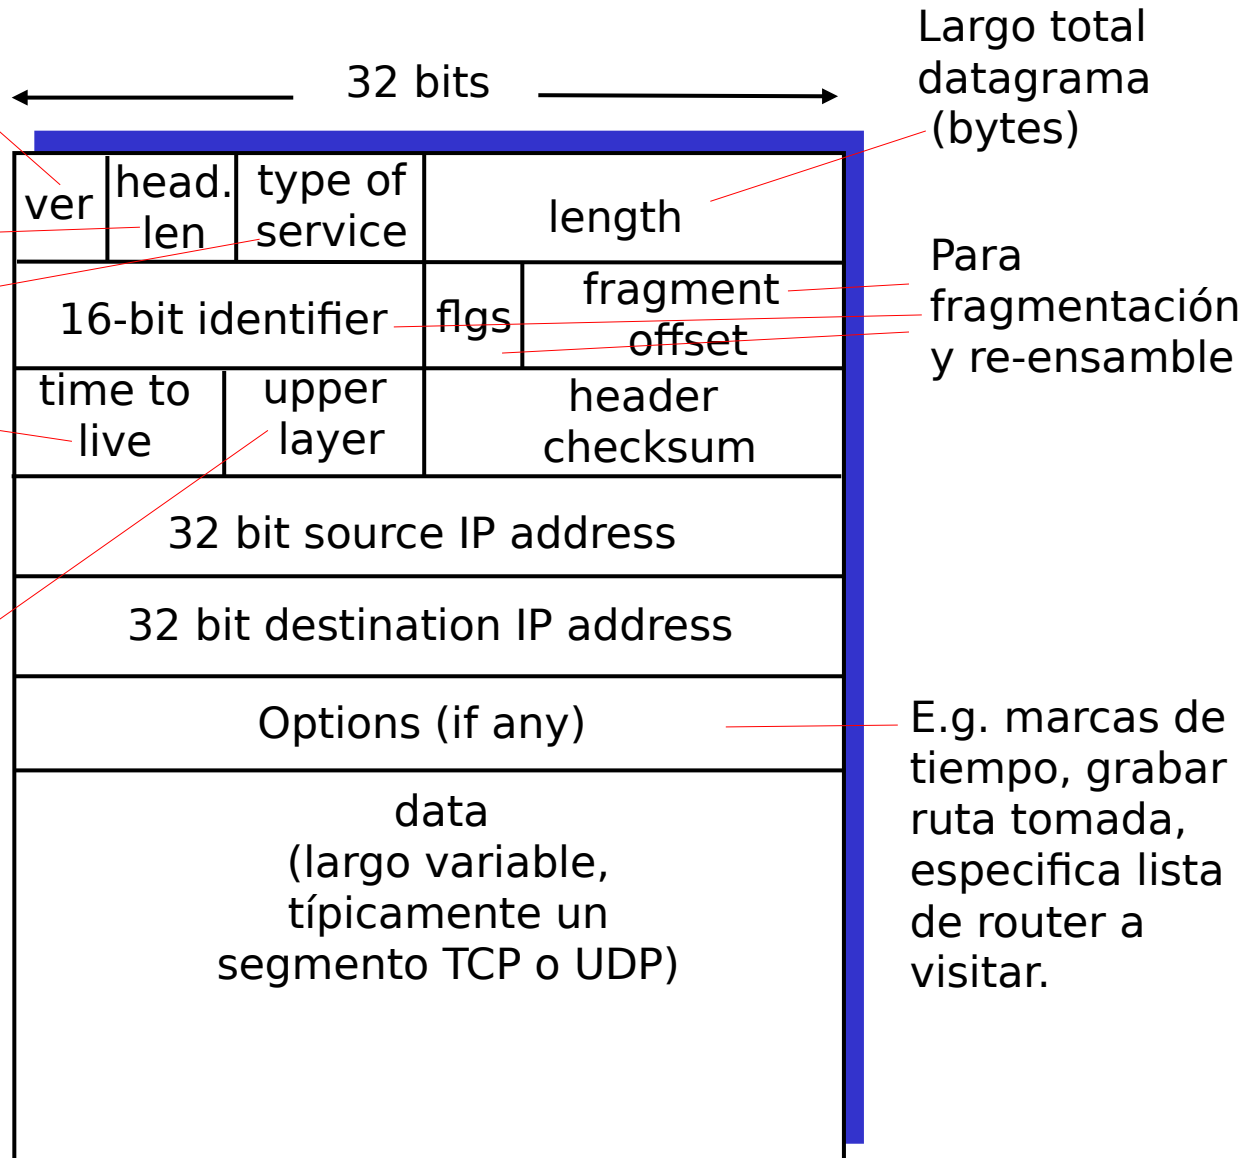 Largo total
datagrama
(bytes)
32 bits
ver
head.
len
type of
service
length
16-bit identifier
flgs
fragment
offset
Para
fragmentación
y re-ensamble
time to
live
upper
layer
header
checksum
32 bit source IP address
32 bit destination IP address
Options (if any)
E.g. marcas de
tiempo, grabar
ruta tomada,
especifica lista
de router a
visitar.
data
(largo variable,
típicamente un
segmento TCP o UDP)